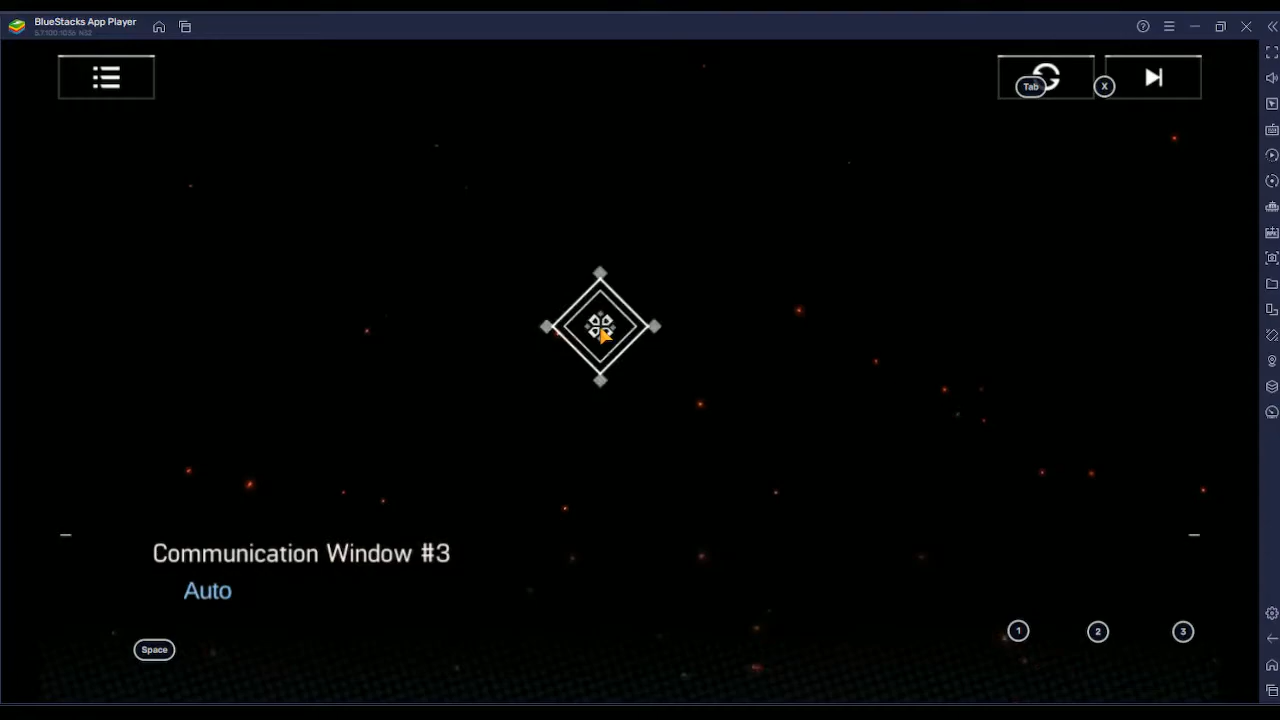 BlueStacks App Player
Tab
X
Communication Window #3
Auto
Space
1
2
3